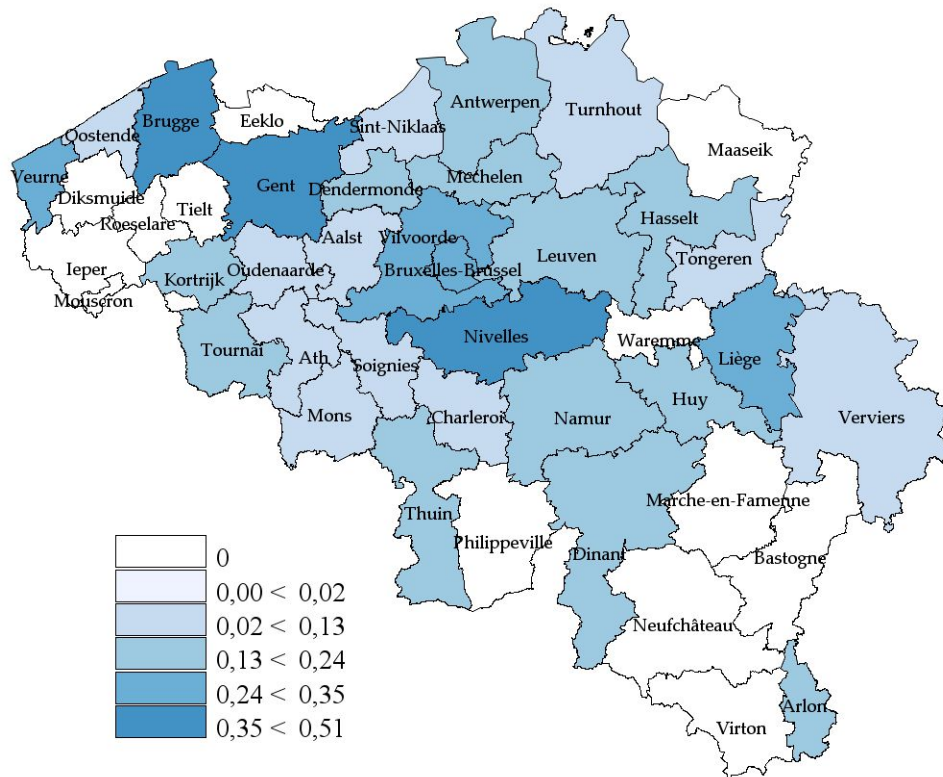 Antwerpen
Turnhout
Brugge
Eeklo
Oostende
Sint-Niklaas
Maaseik
Veurne
Mechelen
Gent
Dendermonde
Diksmuide
Tielt
Hasselt
Roeselare
Aalst
Vilvoorde
Leuven
Tongeren
Ieper
Kortrijk
Oudenaarde
Bruxelles-Brussel
Mouscron
Nivelles
Waremme
Tournai
Ath
Soignies
Liège
Huy
Mons
Charleroi
Namur
Verviers
Marche-en-Famenne
Thuin
Philippeville
Dinant
Bastogne
Neufchâteau
Arlon
Virton
0
0,00 < 0,02
0,02 < 0,13
0,13 < 0,24
0,24 < 0,35
0,35 < 0,51